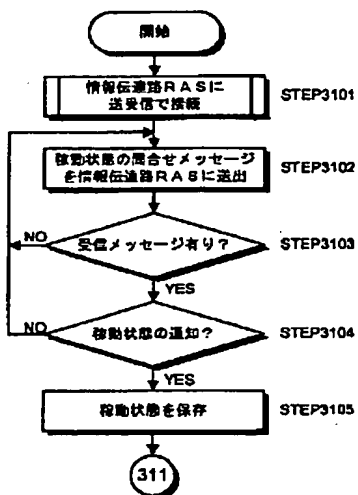 開始
情報伝達路RASに
送受信で接続
STEP3101
稼動状態の問合せメッセージ
を情報伝達路RASに送出
STEP3102
受信メッセージ有り?
STEP3103
NO
YES
稼動状態の通知?
STEP3104
NO
YES
稼動状態を保存
STEP3105
311